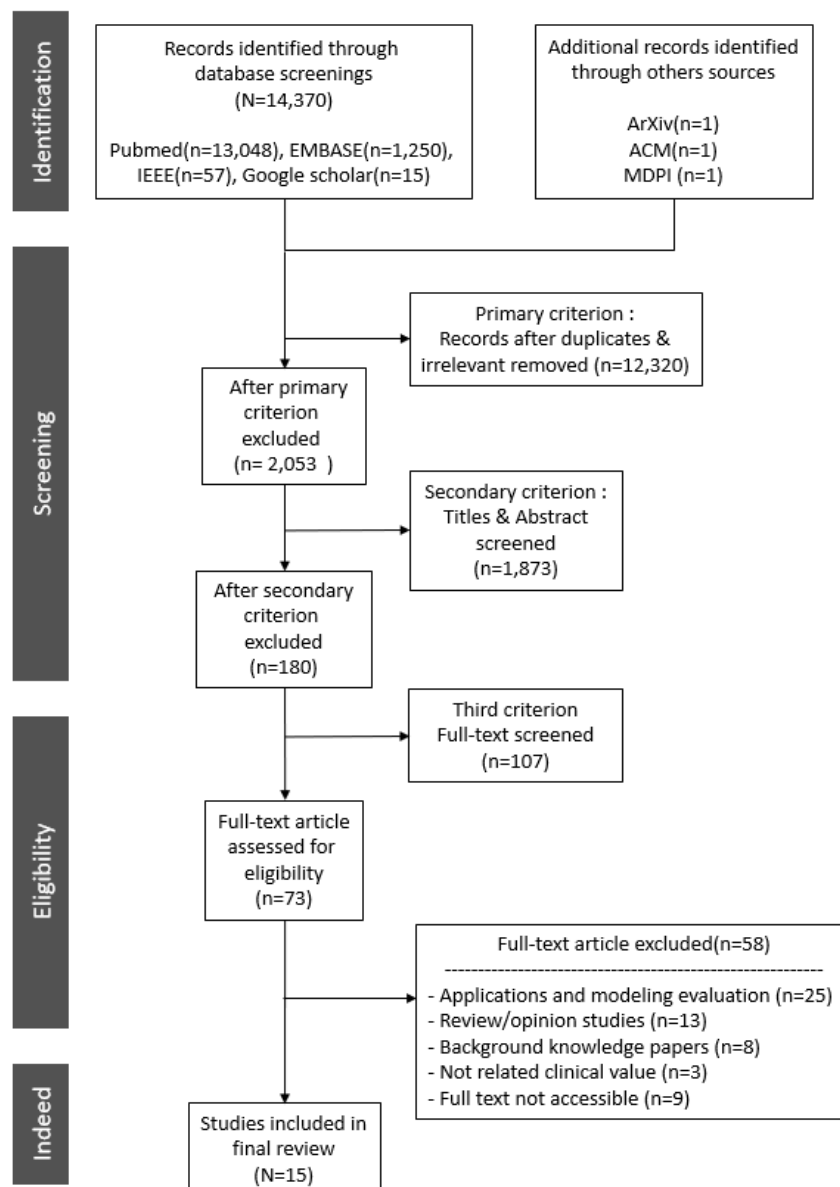 Identification
Records identified through
database screenings
(N=14,370)
Pubmed(n=13,048), EMBASE(n=1,250),
IEEE(n=57), Google scholar(n=15)
Additional records identified
through others sources
ArXiv(n=1)
ACM(n=1)
MDPI (n=1)
Screening
Primary criterion :
Records after duplicates &
irrelevant removed (n=12,320)
After primary
criterion
excluded
(n= 2,053 )
Secondary criterion :
Titles & Abstract
screened
(n=1,873)
After secondary
criterion
excluded
(n=180)
Eligibility
Third criterion
Full-text screened
(n=107)
Full-text article
assessed for
eligibility
(n=73)
Full-text article excluded(n=58)
---------------------------------------------------------
- Applications and modeling evaluation (n=25)
- Review/opinion studies (n=13)
- Background knowledge papers (n=8)
- Not related clinical value (n=3)
- Full text not accessible (n=9)
Indeed
Studies included in
final review
(N=15)